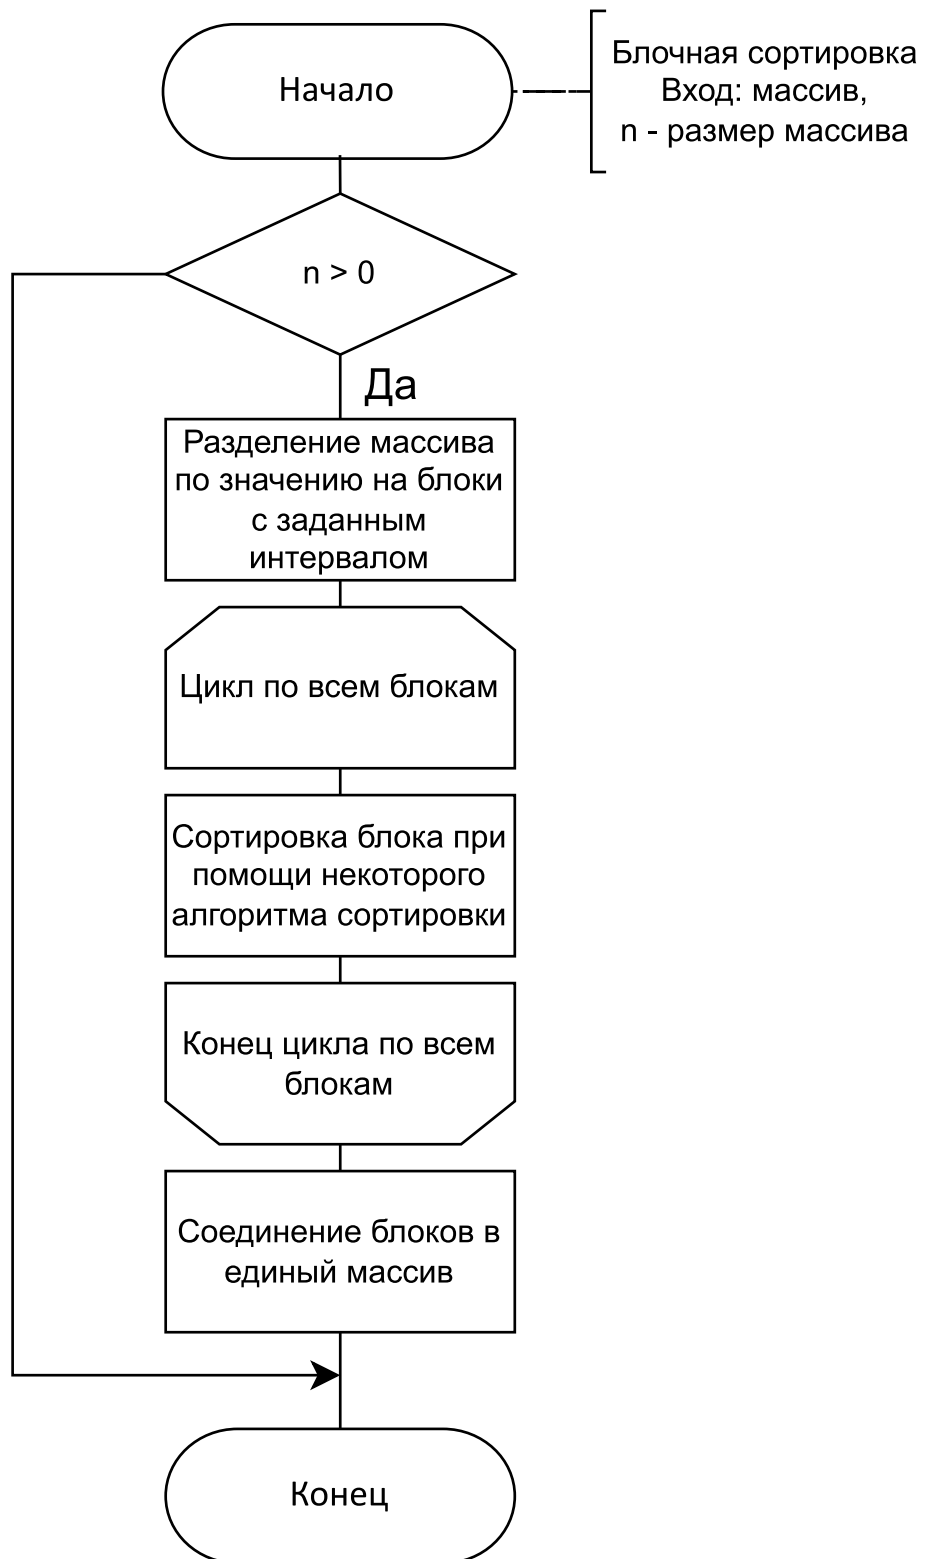 Начало
Блочная сортировка
Вход: массив,
n - размер массива
n > 0
Да
Разделение массива
по значению на блоки
с заданным
интервалом
Цикл по всем блокам
Сортировка блока при
помощи некоторого
алгоритма сортировки
Конец цикла по всем
блокам
Соединение блоков в
единый массив
Конец